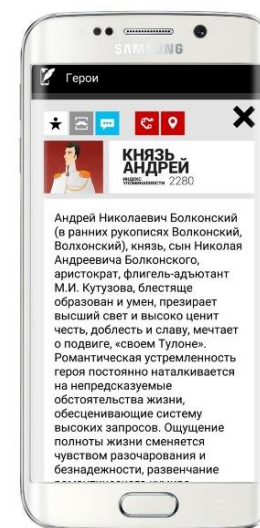 SAMSUNG
Герои
КНЯЗЬ
АНДРЕЙ
ИНДЕКС
УПОМИНАЕМОСТИ 2280
Андрей Николаевич Болконский
(в ранних рукописях Волконский,
Волхонский), князь, сын Николая
Андреевича Болконского,
аристократ, флигель-адъютант
М.И. Кутузова, блестяще
образован и умен, презирает
высший свет и высоко ценит
честь, доблесть и славу, мечтает
о подвиге, «своем Тулоне».
Романтическая устремленность
героя постоянно наталкивается
на непредсказуемые
обстоятельства жизни,
обесценивающие систему
высоких запросов. Ощущение
полноты жизни сменяется
чувством разочарования и
безнадежности, развенчание